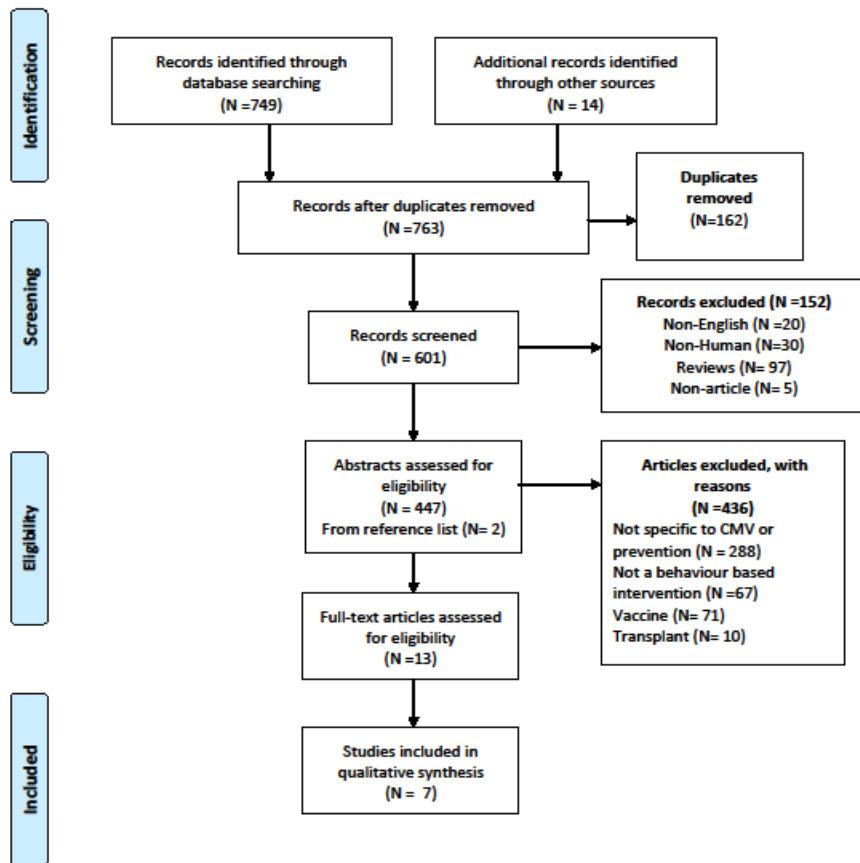 Identification
Records identified through
database searching
(N =749)
Additional records identified
through other sources
(N = 14)
Records after duplicates removed
(N =763)
Duplicates
removed
(N=162)
Screening
Records screened
(N = 601)
Records excluded (N =152)
Non-English (N =20)
Non-Human (N=30)
Reviews (N= 97)
Non-article (N= 5)
Eligibility
Abstracts assessed for
eligibility
(N = 447)
From reference list (N= 2)
Articles excluded, with
reasons
(N =436)
Not specific to CMV or
prevention (N = 288)
Not a behaviour based
intervention (N =67)
Vaccine (N= 71)
Transplant (N= 10)
Full-text articles assessed
for eligibility
(N =13)
Included
Studies included in
qualitative synthesis
(N = 7)